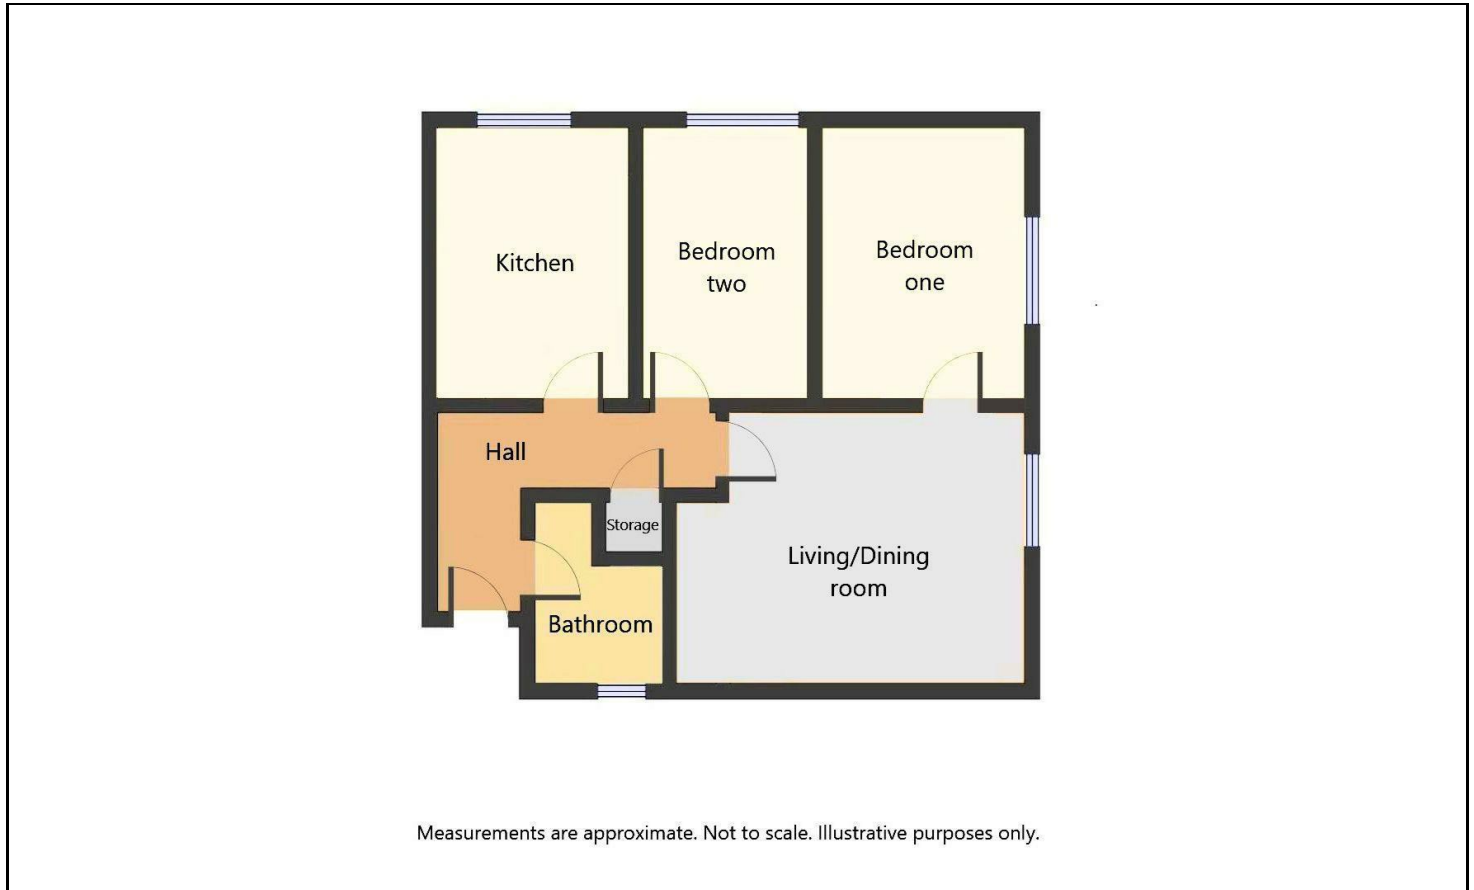 Kitchen
Bedroom
two
Bedroom
one
Hall
Storage
Living/Dining
room
Bathroom
Measurements are approximate. Not to scale. Illustrative purposes only.